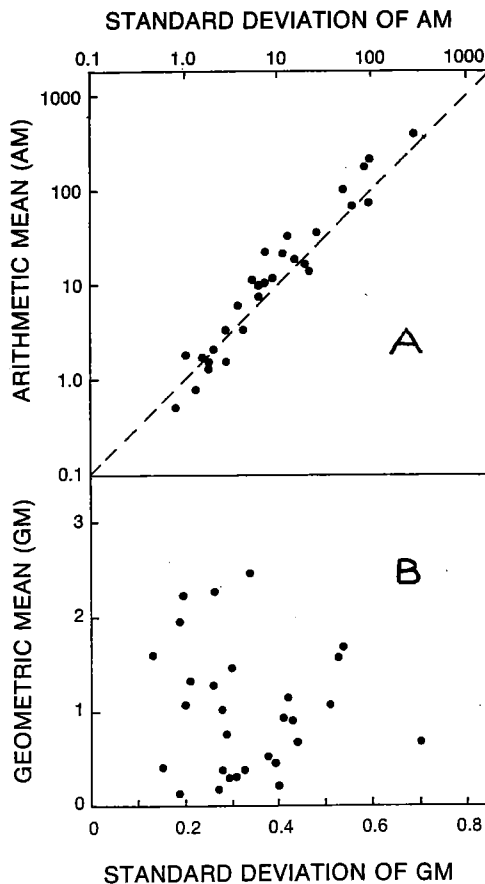 STANDARD DEVIATION OF AM
0.1 1.0 10 100 1000
1000
100
10
1.0
0.1
ARITHMETIC MEAN (AM)
A
3
2
1
0
GEOMETRIC MEAN (GM)
B
0 0.2 0.4 0.6 0.8
STANDARD DEVIATION OF GM